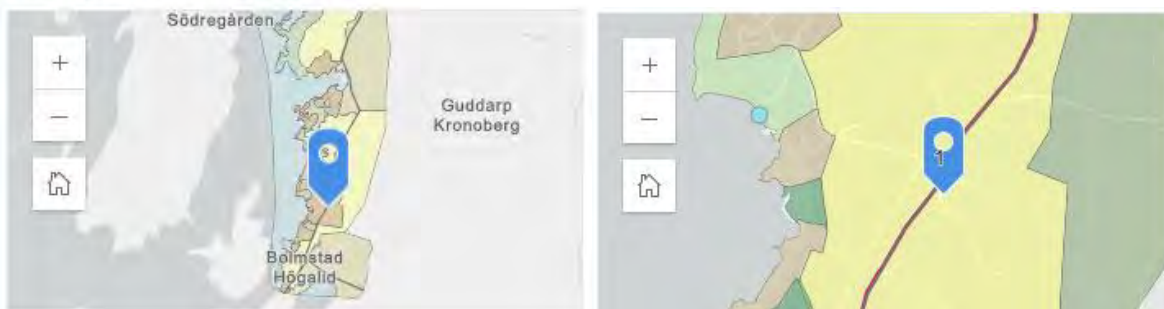 Södregården
Guddarp
Kronoberg
Bolmstad
Högalid
+
−
+
−
1